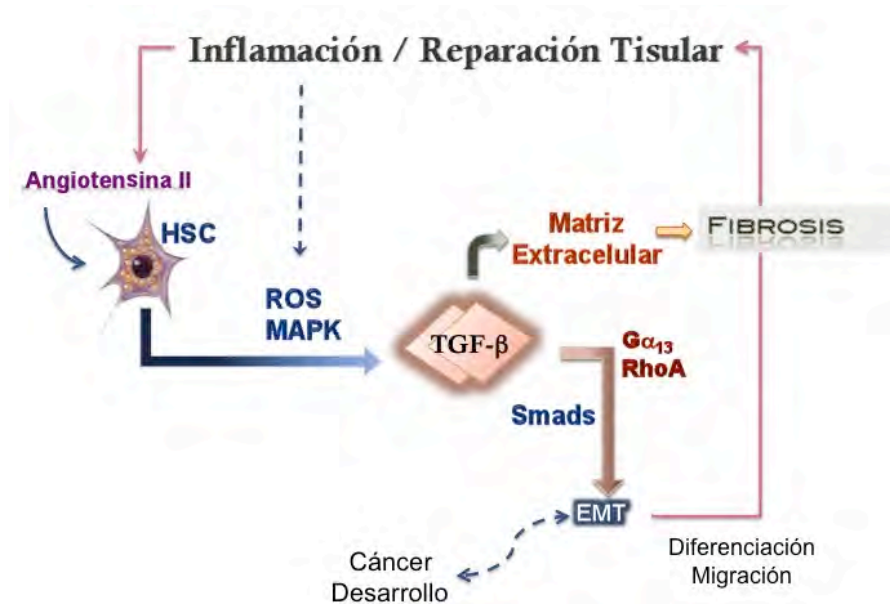 Inflamación / Reparación Tisular
Angiotensina II
HSC
ROS
MAPK
TGF-β
Matriz
Extracelular
FIBROSIS
Gα13
RhoA
Smads
EMT
Diferenciación
Migración
Cáncer
Desarrollo